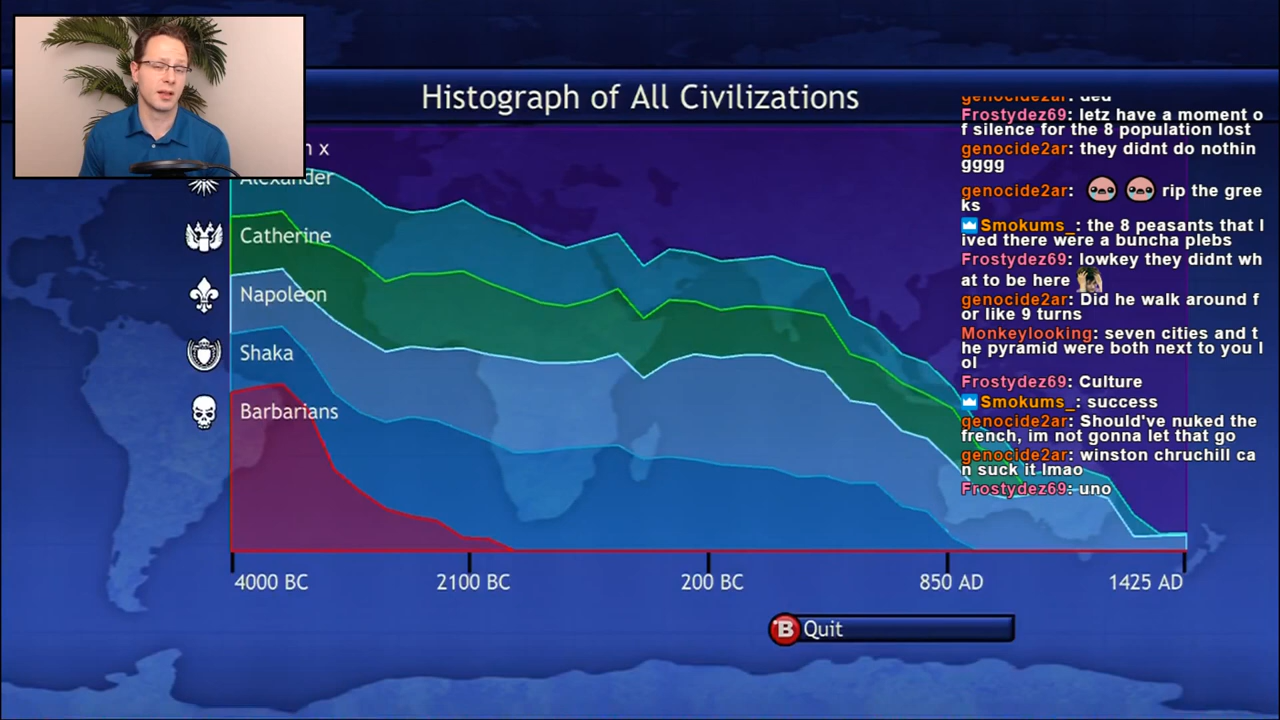 Histograph of All Civilizations
x
Alexander
Catherine
Napoleon
Shaka
Barbarians
4000 BC
2100 BC
200 BC
850 AD
1425 AD
B Quit
genocide2ar: ded
Frostydez69: letz have a moment o
f silence for the 8 population lost
genocide2ar: they didnt do nothin
gggg
genocide2ar: rip the gree
ks
Smokums_: the 8 peasants that l
ived there were a buncha plebs
Frostydez69: lowkey they didnt wh
at to be here
genocide2ar: Did he walk around f
or like 9 turns
Monkeylooking: seven cities and t
he pyramid were both next to you l
ol
Frostydez69: Culture
Smokums_: success
genocide2ar: Should've nuked the
french, im not gonna let that go
genocide2ar: winston chruchill ca
n suck it lmao
Frostydez69: uno